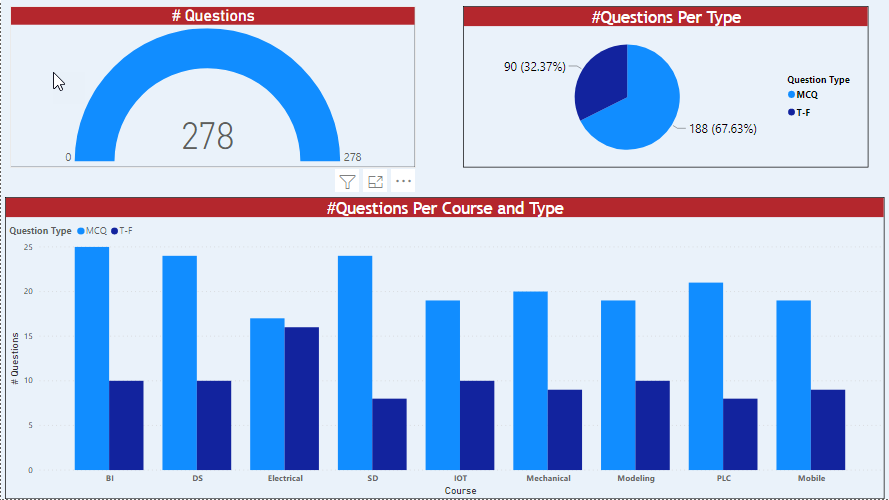 # Questions
278
0
278
#Questions Per Type
90 (32.37%)
188 (67.63%)
Question Type
MCQ
T-F
#Questions Per Course and Type
Question Type MCQ T-F
25
20
15
10
5
0
# Questions
BI DS Electrical SD IOT Mechanical Modeling PLC Mobile
Course